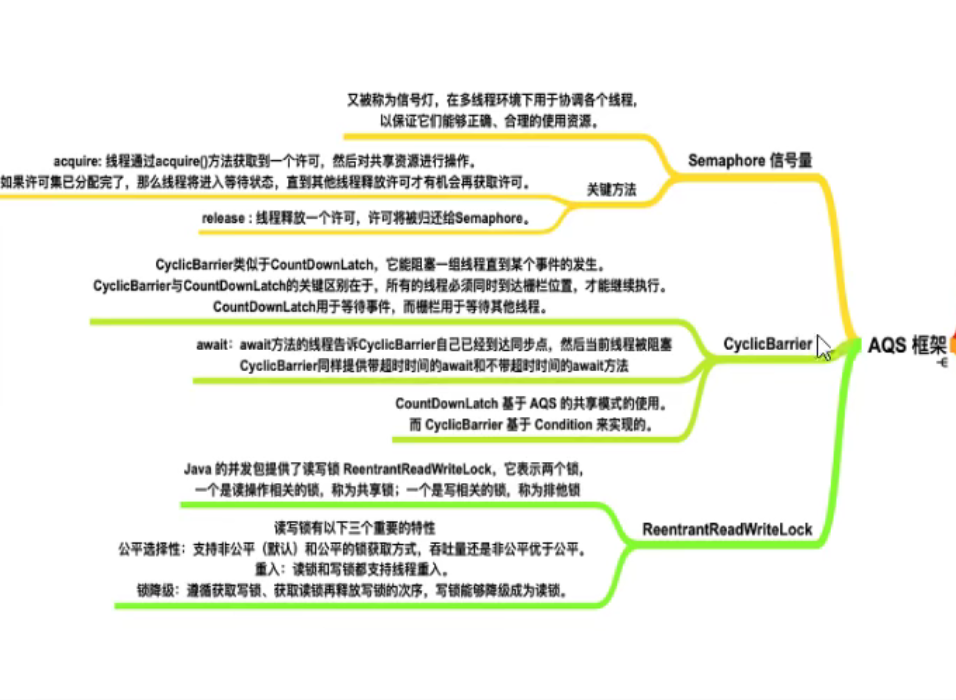 又被称为信号灯，在多线程环境下用于协调各个线程，
以保证它们能够正确、合理的使用资源。
Semaphore 信号量
acquire: 线程通过acquire()方法获取到一个许可，然后对共享资源进行操作。
如果许可集已分配完了，那么线程将进入等待状态，直到其他线程释放许可才有机会再获取许可。
关键方法
release : 线程释放一个许可，许可将被归还给Semaphore。
CyclicBarrier类似于CountDownLatch，它能阻塞一组线程直到某个事件的发生。
CyclicBarrier与CountDownLatch的关键区别在于，所有的线程必须同时到达栅栏位置，才能继续执行。
CountDownLatch用于等待事件，而栅栏用于等待其他线程。
await：await方法的线程告诉CyclicBarrier自己已经到达同步点，然后当前线程被阻塞
CyclicBarrier同样提供带超时时间的await和不带超时时间的await方法
CyclicBarrier
AQS 框架
CountDownLatch 基于 AQS 的共享模式的使用。
而 CyclicBarrier 基于 Condition 来实现的。
Java 的并发包提供了读写锁 ReentrantReadWriteLock，它表示两个锁，
一个是读操作相关的锁，称为共享锁；一个是写相关的锁，称为排他锁
ReentrantReadWriteLock
读写锁有以下三个重要的特性
公平选择性：支持非公平（默认）和公平的锁获取方式，吞吐量还是非公平优于公平。
重入：读锁和写锁都支持线程重入。
锁降级：遵循获取写锁、获取读锁再释放写锁的次序，写锁能够降级成为读锁。